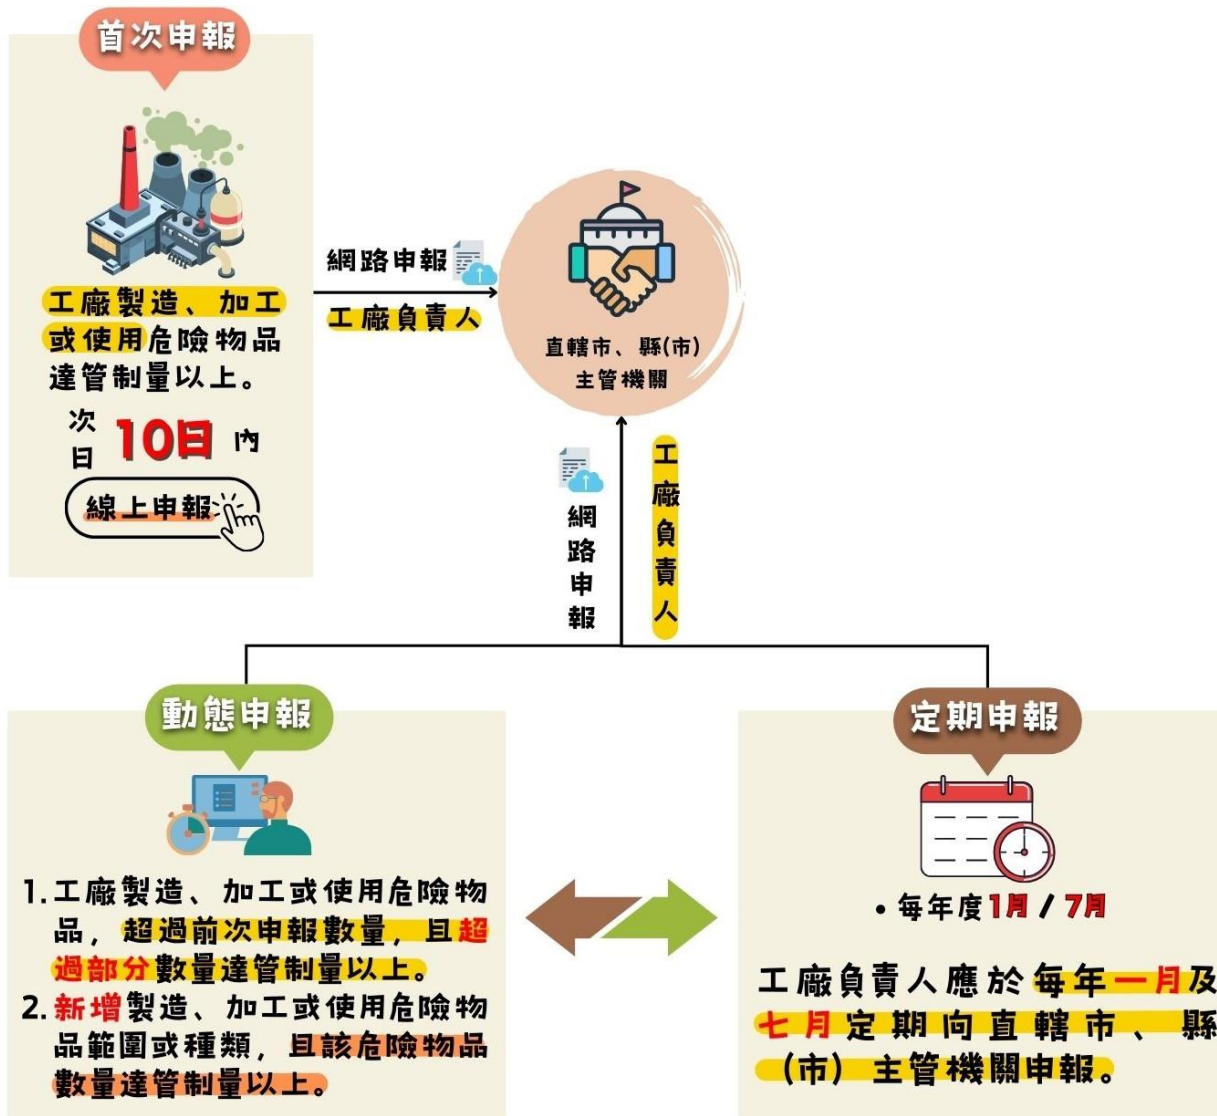 首次申報
工廠製造、加工
或使用危險物品
達管制量以上。
次日 10日 內
線上申報
網路申報
工廠負責人
直轄市、縣(市)
主管機關
網路申報
工廠負責人
動態申報
1.工廠製造、加工或使用危險物
品，超過前次申報數量，且超
過部分數量達管制量以上。
2.新增製造、加工或使用危險物
品範圍或種類，且該危險物品
數量達管制量以上。
定期申報
•每年度1月 / 7月
工廠負責人應於每年一月及
七月定期向直轄市、縣
(市) 主管機關申報。